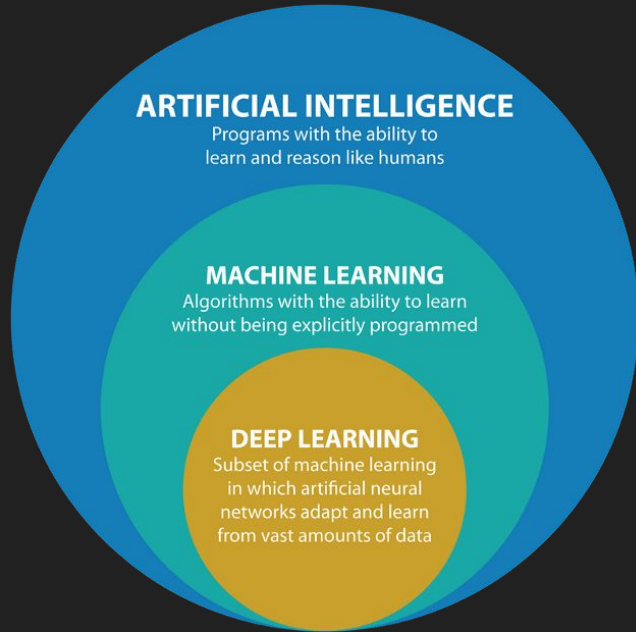 ARTIFICIAL INTELLIGENCE
Programs with the ability to
learn and reason like humans
MACHINE LEARNING
Algorithms with the ability to learn
without being explicitly programmed
DEEP LEARNING
Subset of machine learning
in which artificial neural
networks adapt and learn
from vast amounts of data